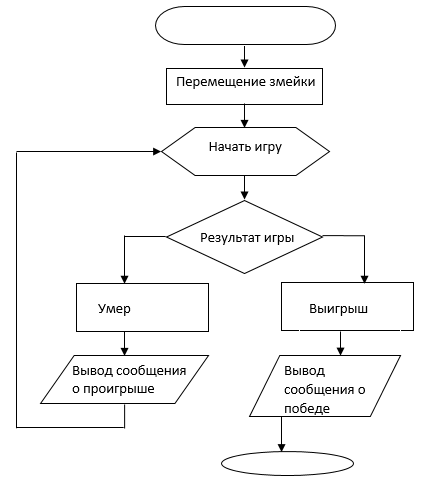 Перемещение змейки
Начать игру
Результат игры
Умер
Выигрыш
Вывод сообщения
о проигрыше
Вывод
сообщения о
победе